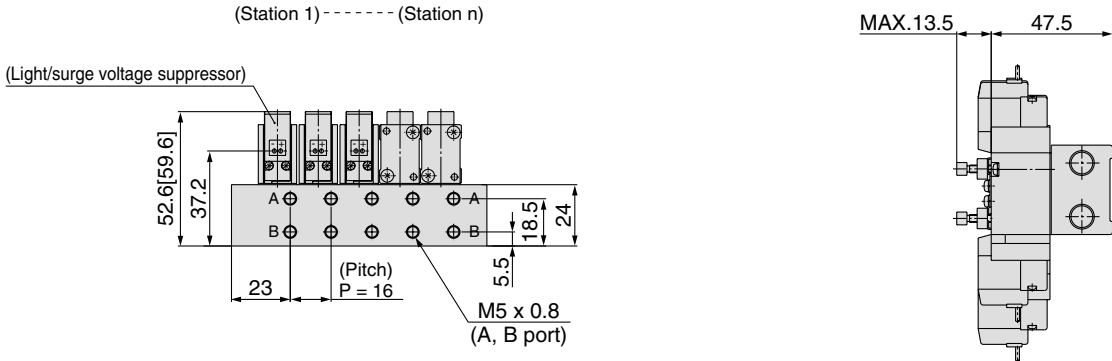 (Station 1) - - - - - - - (Station n)
MAX.13.5
47.5
(Light/surge voltage suppressor)
52.6[59.6]
37.2
A
A
B
B
18.5
24
5.5
23
(Pitch)
P = 16
M5 x 0.8
(A, B port)